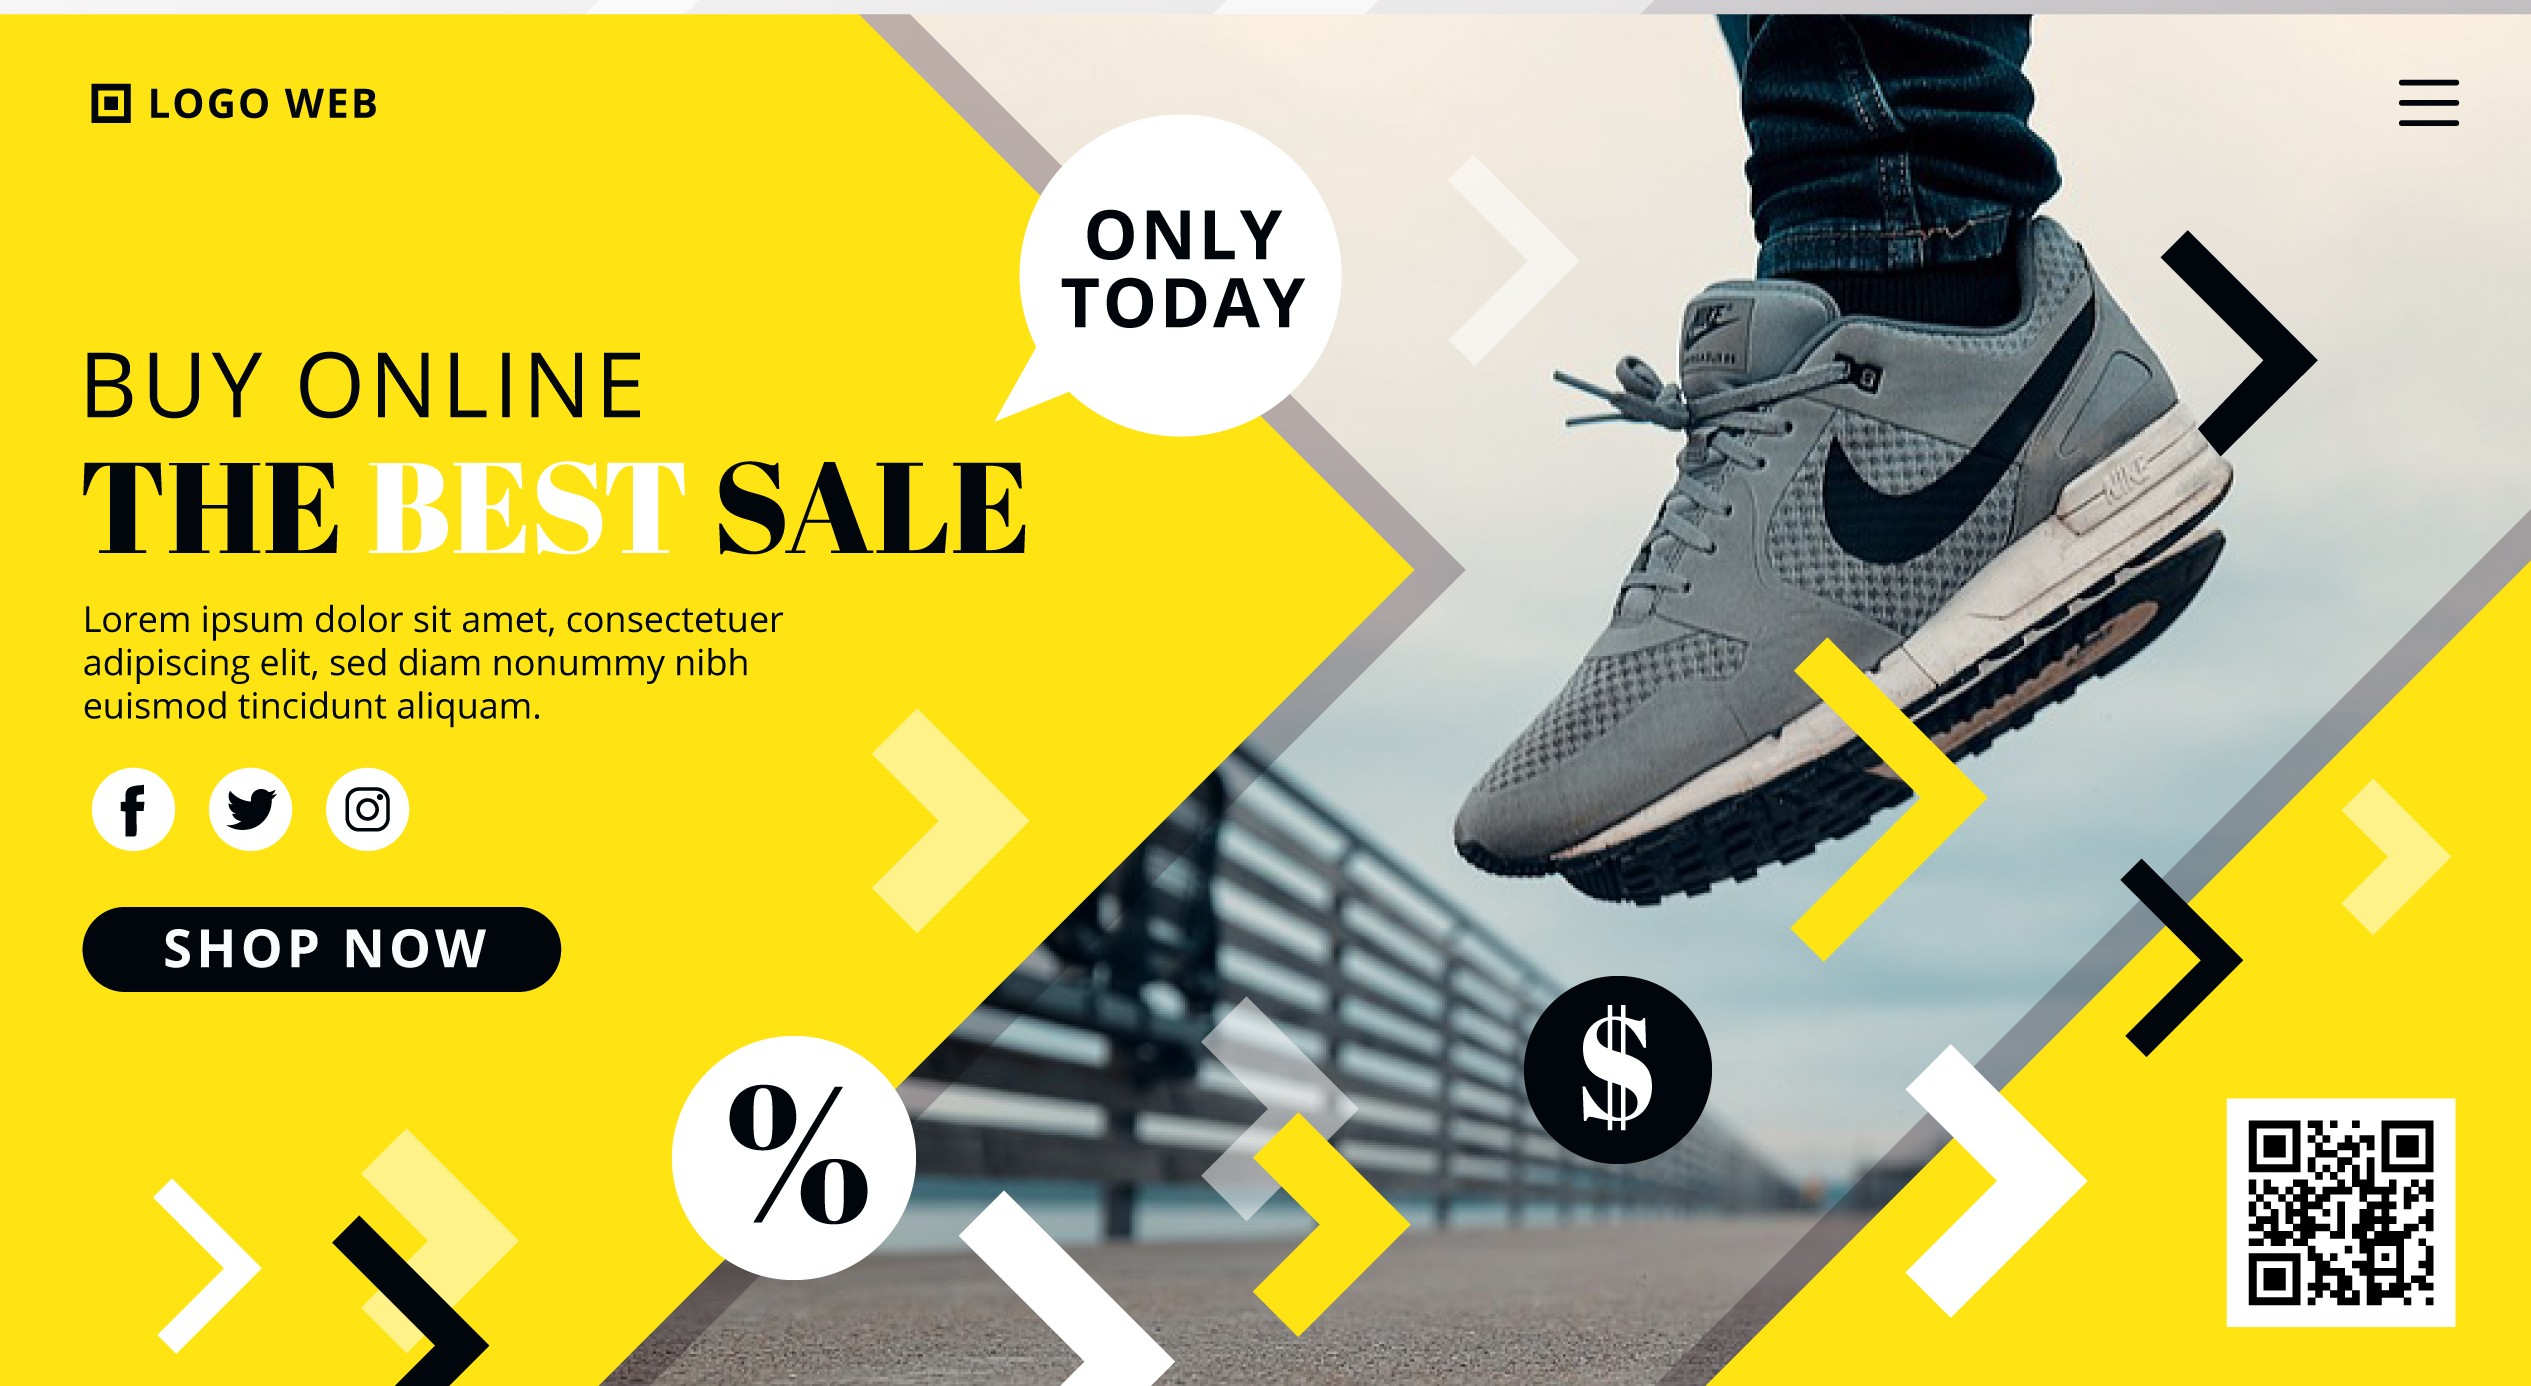 LOGO WEB
ONLY
TODAY
BUY ONLINE
THE BEST SALE
Lorem ipsum dolor sit amet, consectetuer
adipiscing elit, sed diam nonummy nibh
euismod tincidunt aliquam.
SHOP NOW
%
$
NIKE